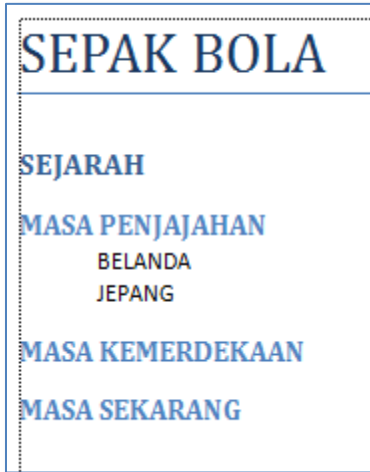 SEPAK BOLA
SEJARAH
MASA PENJAJAHAN
BELANDA
JEPANG
MASA KEMERDEKAAN
MASA SEKARANG